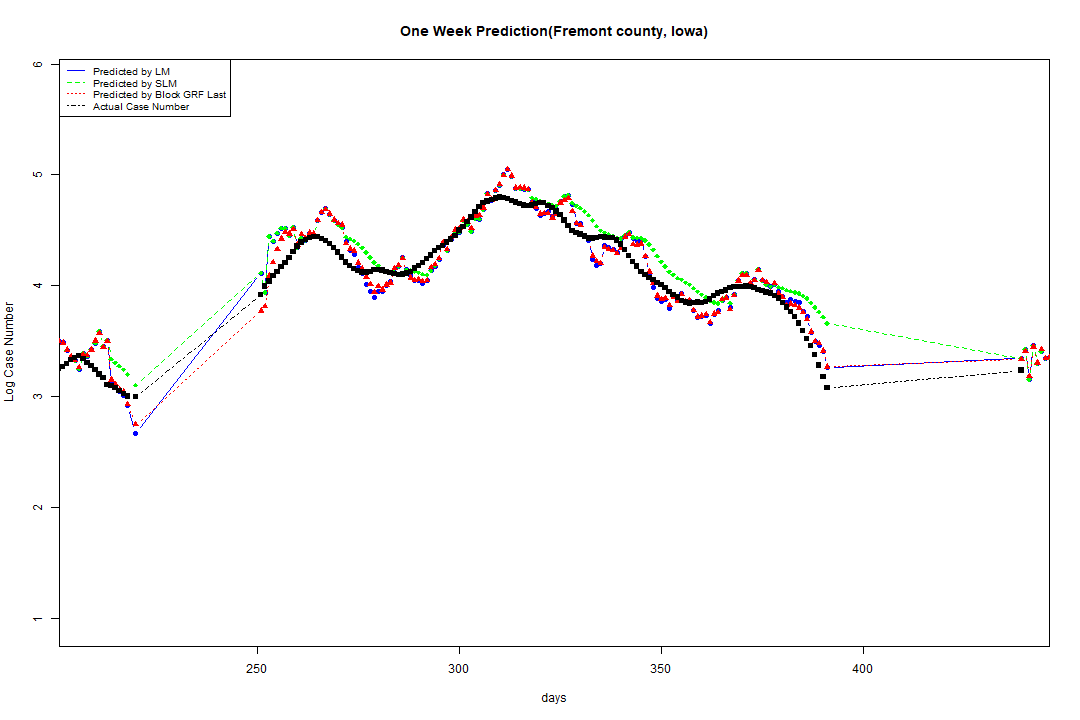 One Week Prediction(Fremont county, Iowa)
Predicted by LM
Predicted by SLM
Predicted by Block GRF Last
Actual Case Number
6
5
4
3
2
1
Log Case Number
250
300
350
400
days